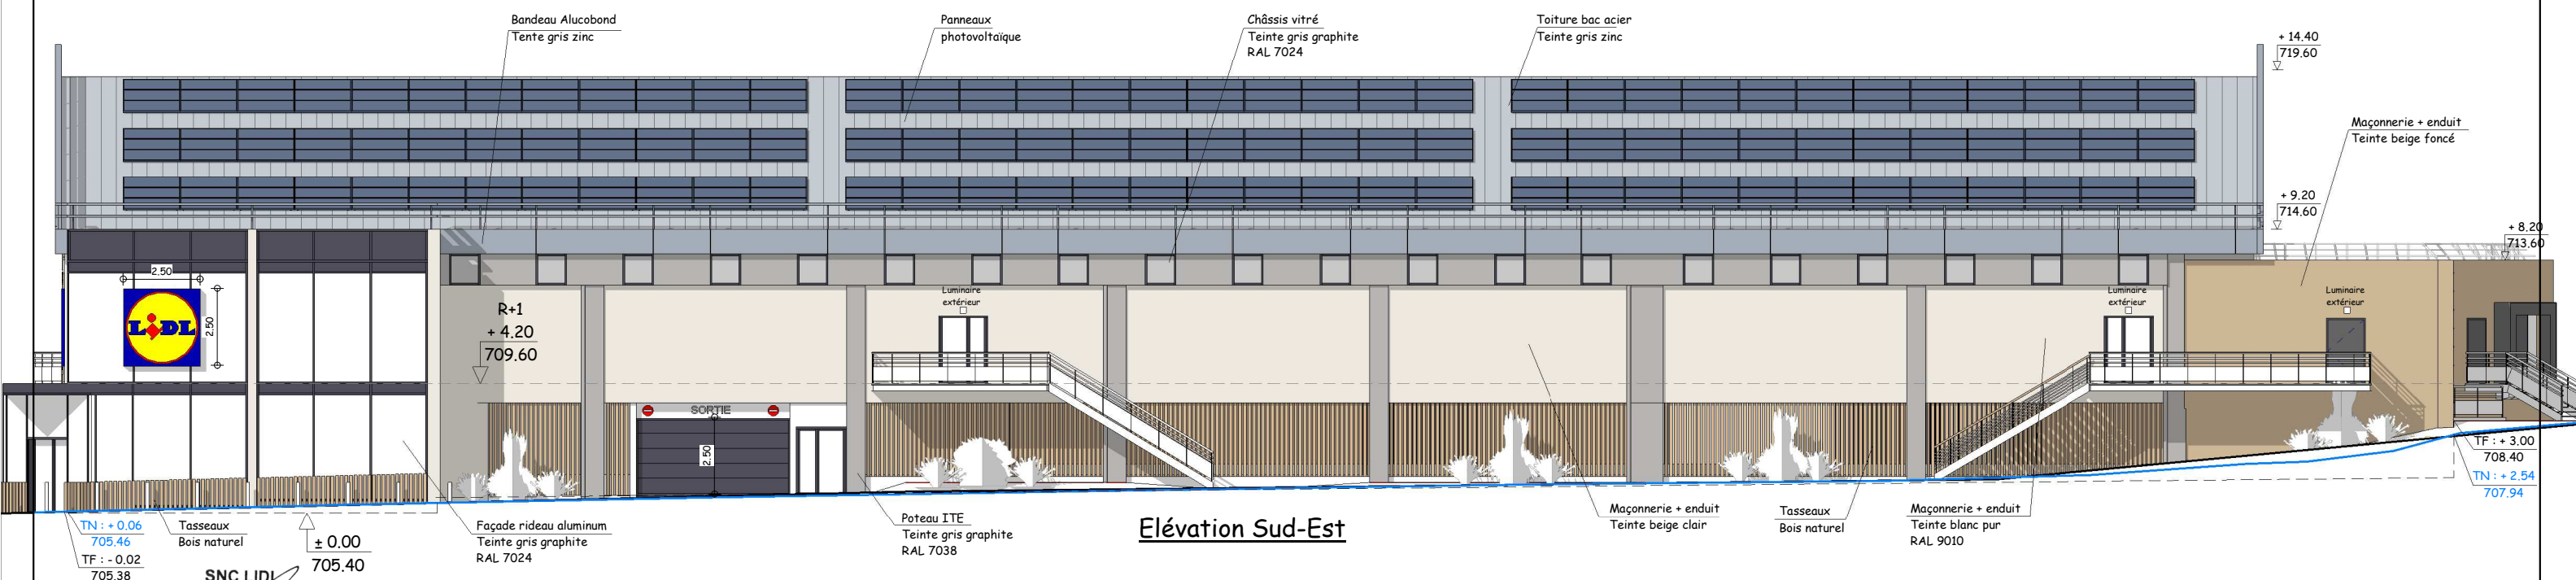 Bandeau Alucobond
Tente gris zinc
Panneaux
photovoltaïque
Châssis vitré
Teinte gris graphite
RAL 7024
Toiture bac acier
Teinte gris zinc
+ 14.40
719.60
Maçonnerie + enduit
Teinte beige foncé
+ 9.20
714.60
+ 8.20
713.60
2.50
2.50
LiDL
R+1
+ 4.20
709.60
Luminaire
extérieur
Luminaire
extérieur
Luminaire
extérieur
SORTIE
2.50
TF : + 3.00
708.40
TN : + 2,54
707.94
TN : + 0.06
705.46
TF : - 0.02
705.38
Tasseaux
Bois naturel
± 0.00
705.40
SNC LIDL
Façade rideau aluminum
Teinte gris graphite
RAL 7024
Poteau ITE
Teinte gris graphite
RAL 7038
Elévation Sud-Est
Maçonnerie + enduit
Teinte beige clair
Tasseaux
Bois naturel
Maçonnerie + enduit
Teinte blanc pur
RAL 9010